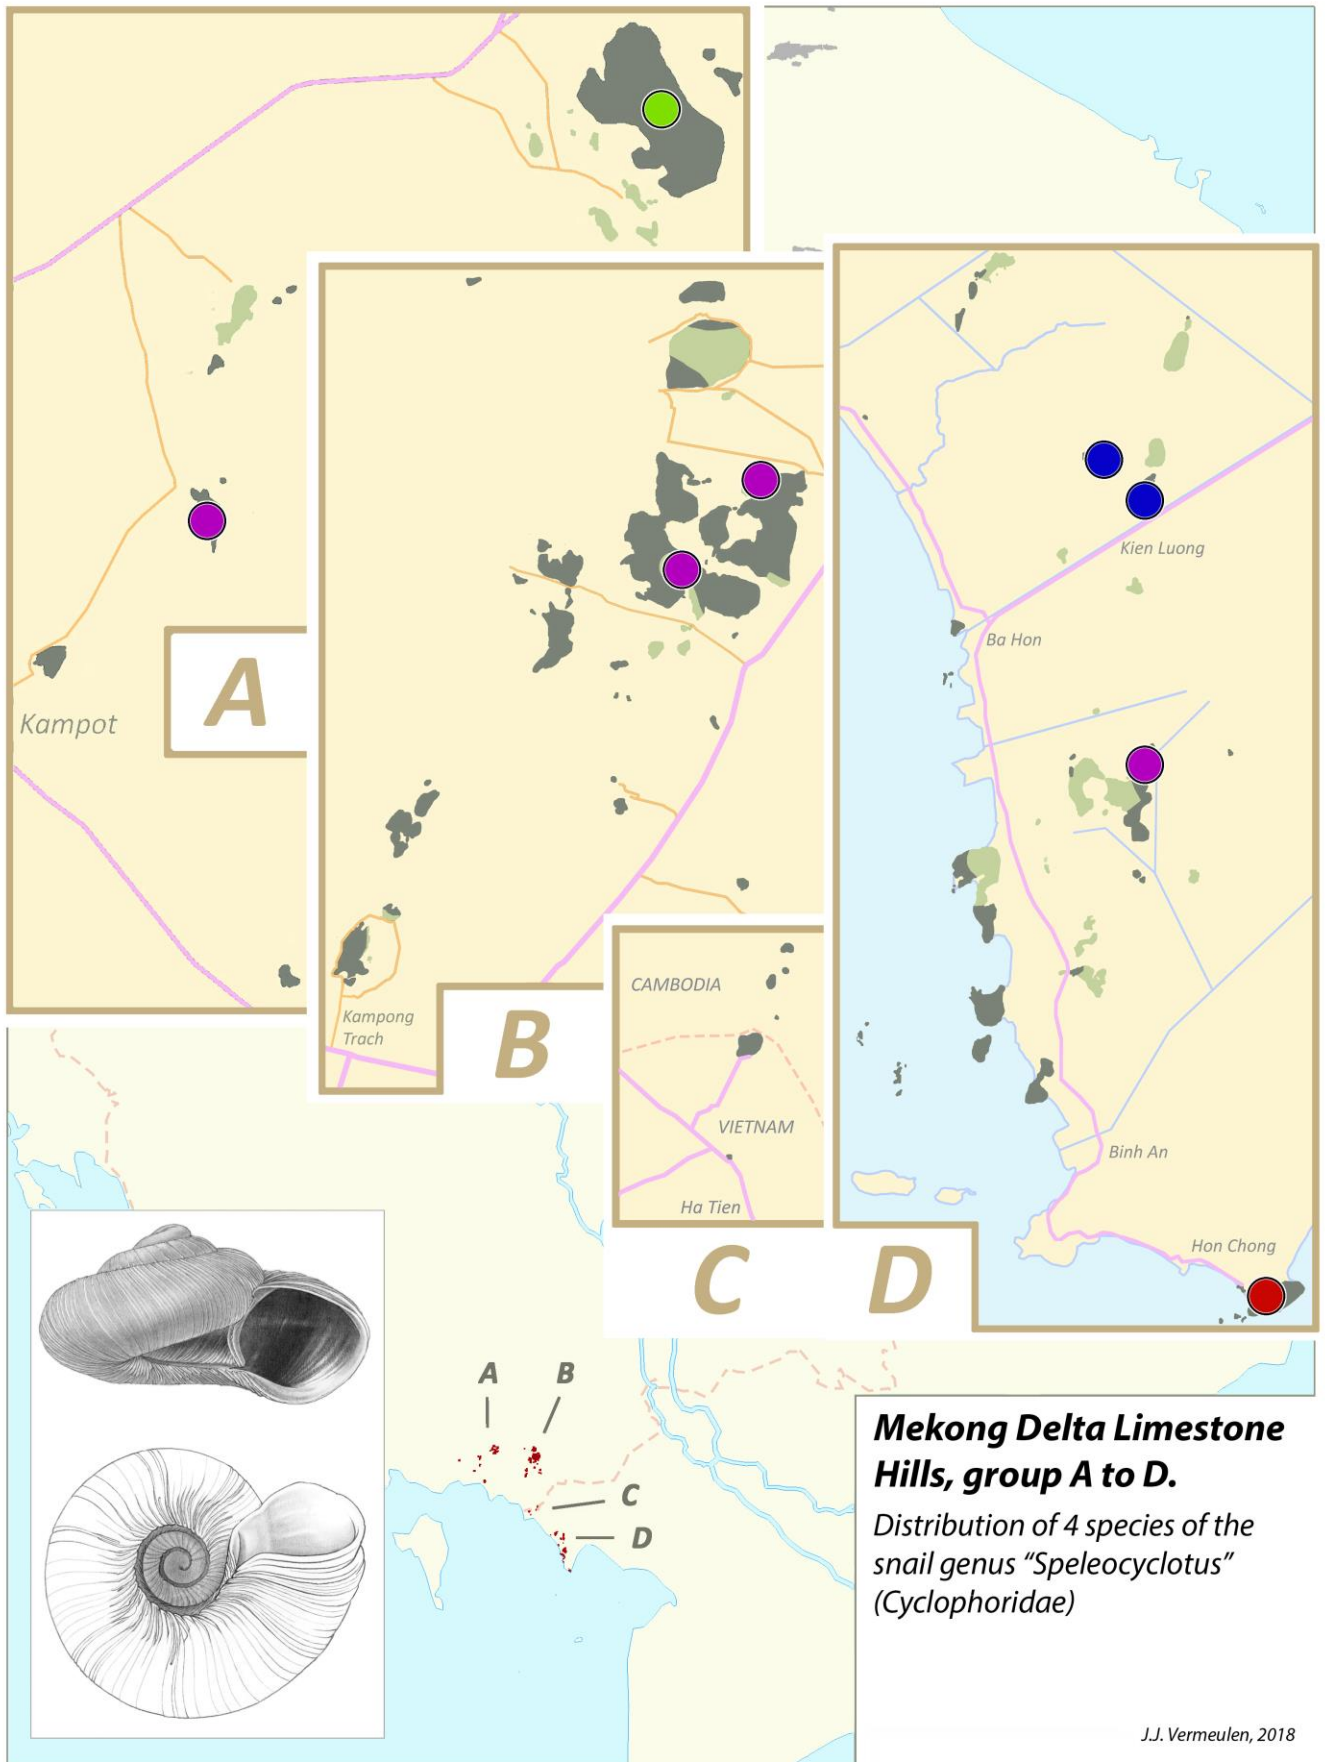 Kampot
A
Kampong
Trach
B
CAMBODIA
VIETNAM
Ha Tien
C
Kien Luong
Ba Hon
Binh An
Hon Chong
D
A
B
C
D
Mekong Delta Limestone
Hills, group A to D.
Distribution of 4 species of the
snail genus “Speleocyclotus”
(Cyclophoridae)
J.J. Vermeulen, 2018